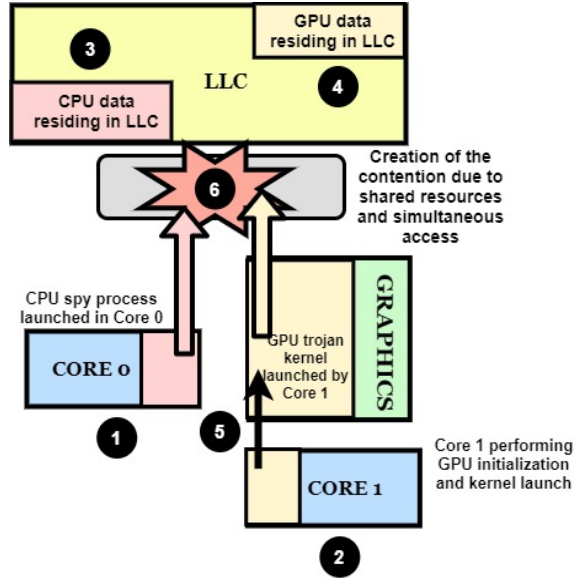 GPU data
residing in LLC
3
LLC
4
CPU data
residing in LLC
6
Creation of the
contention due to
shared resources
and simultaneous
access
CPU spy process
launched in Core 0
CORE 0
GPU trojan
kernel
launched by
Core 1
GRAPHICS
1
5
Core 1 performing
GPU initialization
and kernel launch
CORE 1
2